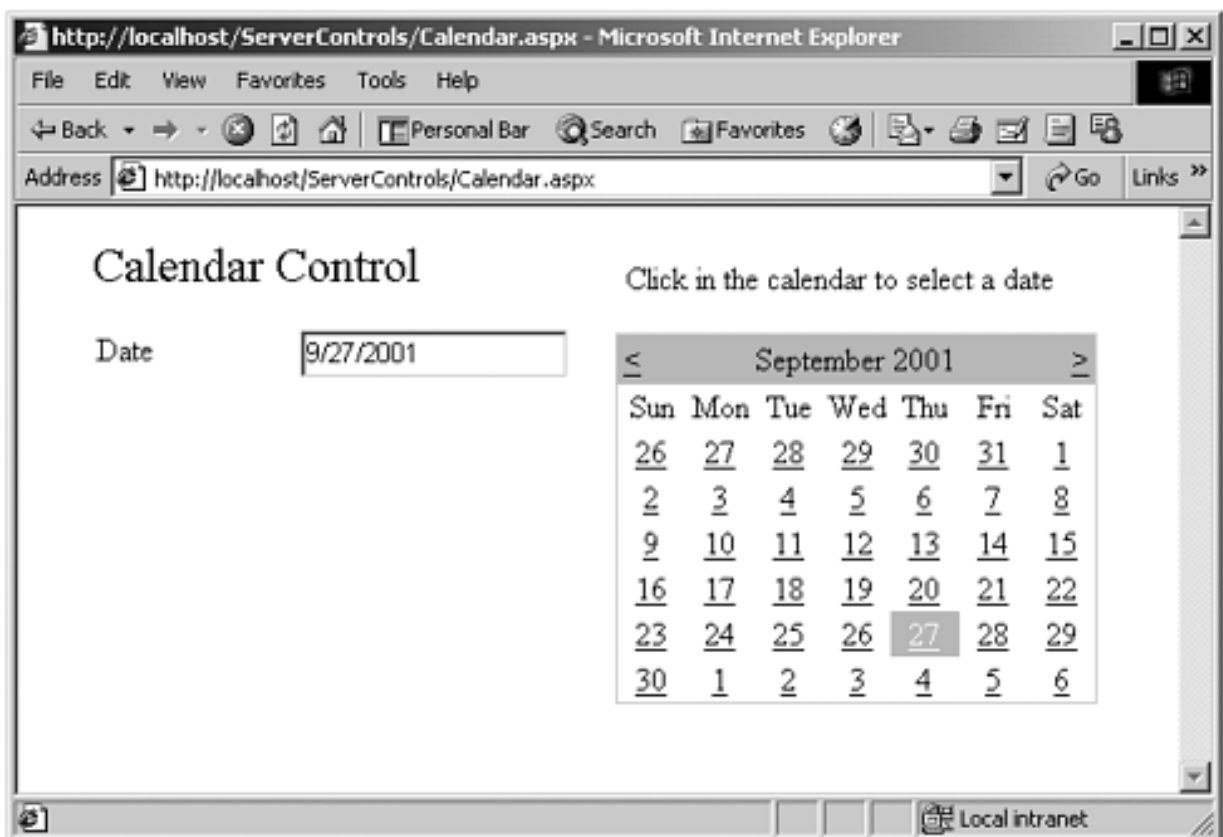 http://localhost/ServerControls/Calendar.aspx - Microsoft Internet Explorer
File Edit View Favorites Tools Help
Back Personal Bar Search Favorites
Address http://localhost/ServerControls/Calendar.aspx Go Links »
Calendar Control
Click in the calendar to select a date
Date 9/27/2001
< September 2001 >
Sun Mon Tue Wed Thu Fri Sat
26 27 28 29 30 31 1
2 3 4 5 6 7 8
9 10 11 12 13 14 15
16 17 18 19 20 21 22
23 24 25 26 27 28 29
30 1 2 3 4 5 6
Local intranet